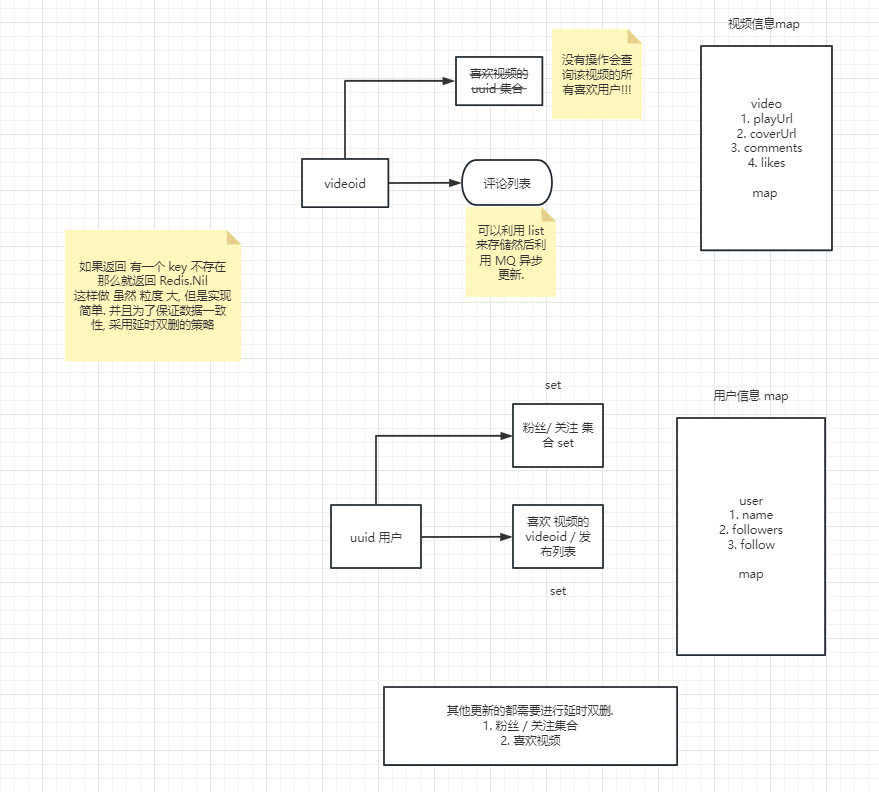 视频信息map
喜欢视频的
uuid 集合
没有操作会查
询该视频的所
有喜欢用户!!!
video
1. playUrl
2. coverUrl
3. comments
4. likes
map
videoid
评论列表
可以利用 list
来存储然后利
用 MQ 异步
更新.
如果返回 有一个 key 不存在
那么就返回 Redis.Nil
这样做 虽然 粒度 大, 但是实现
简单. 并且为了保证数据一致
性, 采用延时双删的策略
set
粉丝/ 关注 集
合 set
用户信息 map
user
1. name
2. followers
3. follow
map
uuid 用户
喜欢 视频的
videoid / 发
布列表
set
其他更新的都需要进行延时双删.
1. 粉丝 / 关注集合
2. 喜欢视频